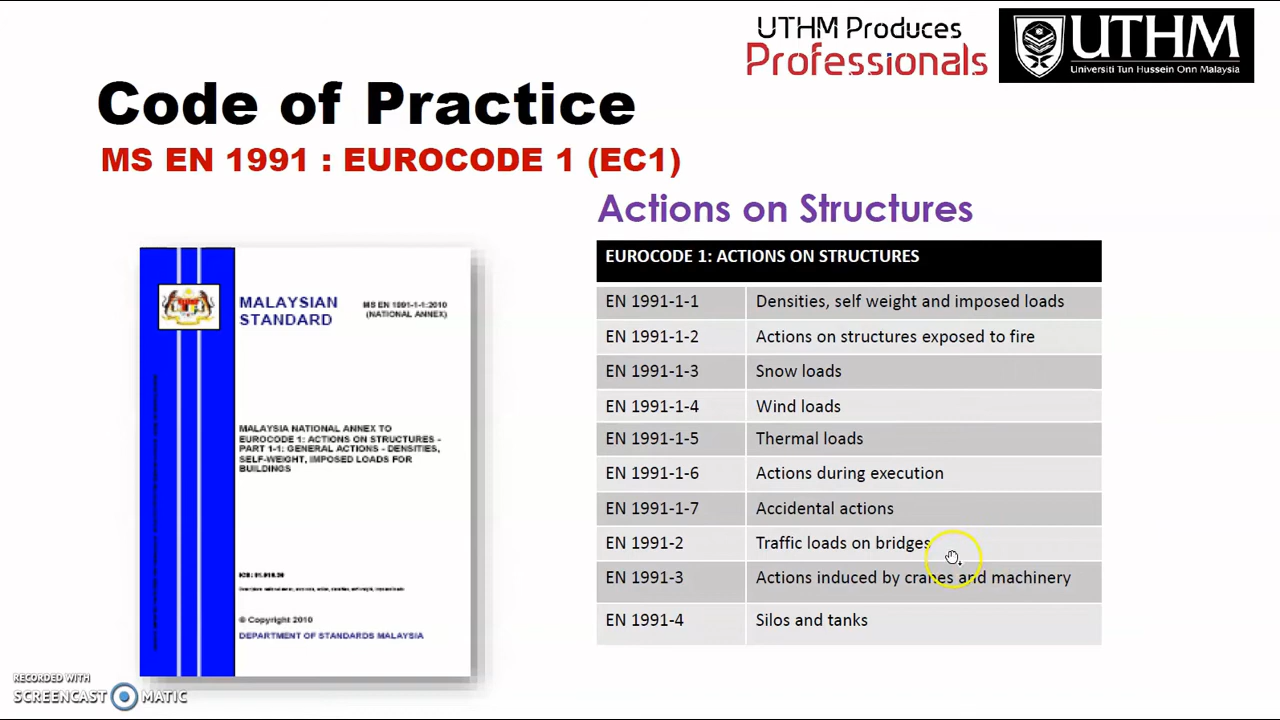 UTHM Produces
Professionals
UTHM
Universiti Tun Hussein Onn Malaysia
Code of Practice
MS EN 1991 : EUROCODE 1 (EC1)
Actions on Structures
MALAYSIAN
STANDARD
MS EN 1991-1-1:2010
(NATIONAL ANNEX)
MALAYSIA NATIONAL ANNEX TO
EUROCODE 1: ACTIONS ON STRUCTURES -
PART 1-1: GENERAL ACTIONS - DENSITIES,
SELF-WEIGHT, IMPOSED LOADS FOR
BUILDINGS
© Copyright 2010
DEPARTMENT OF STANDARDS MALAYSIA
EUROCODE 1: ACTIONS ON STRUCTURES
EN 1991-1-1 Densities, self weight and imposed loads
EN 1991-1-2 Actions on structures exposed to fire
EN 1991-1-3 Snow loads
EN 1991-1-4 Wind loads
EN 1991-1-5 Thermal loads
EN 1991-1-6 Actions during execution
EN 1991-1-7 Accidental actions
EN 1991-2 Traffic loads on bridges
EN 1991-3 Actions induced by cranes and machinery
EN 1991-4 Silos and tanks
RECORDED WITH
SCREENCAST MATIC